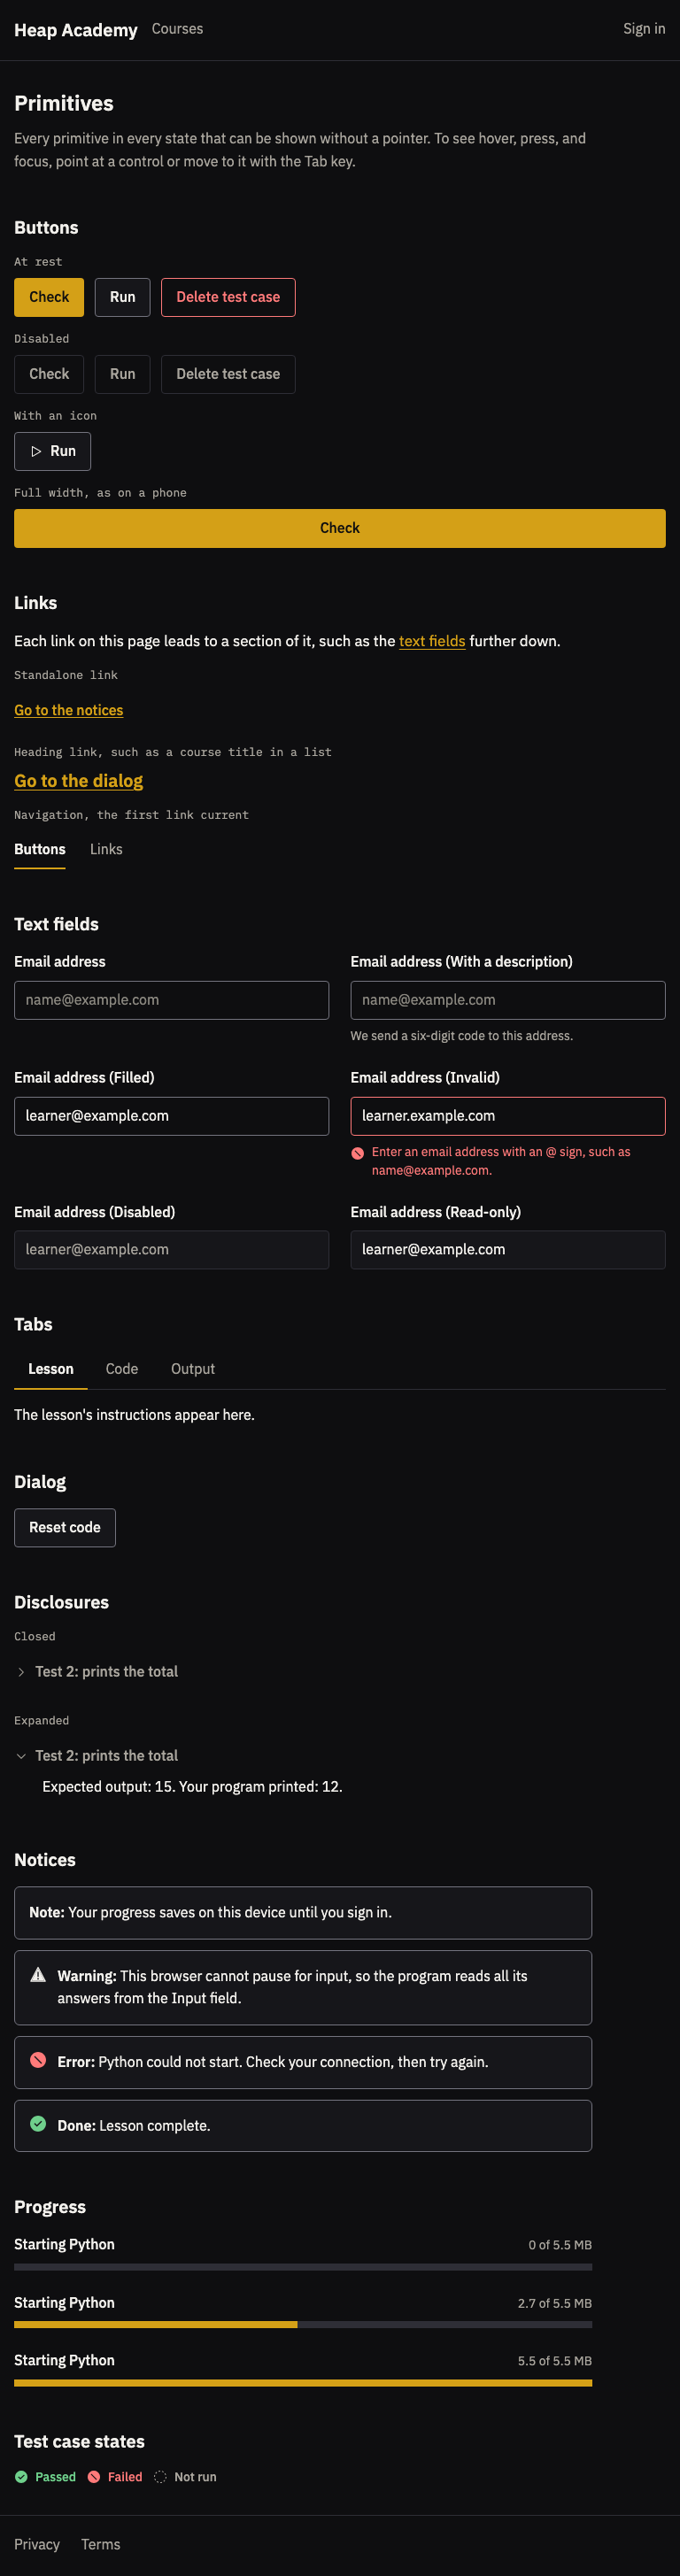 Heap Academy Courses Sign in
Primitives
Every primitive in every state that can be shown without a pointer. To see hover, press, and
focus, point at a control or move to it with the Tab key.
Buttons
At rest
Check Run Delete test case
Disabled
Check Run Delete test case
With an icon
Run
Full width, as on a phone
Check
Links
Each link on this page leads to a section of it, such as the text fields further down.
Standalone link
Go to the notices
Heading link, such as a course title in a list
Go to the dialog
Navigation, the first link current
Buttons Links
Text fields
Email address
name@example.com
Email address (With a description)
name@example.com
We send a six-digit code to this address.
Email address (Filled)
learner@example.com
Email address (Invalid)
learner.example.com
Enter an email address with an @ sign, such as
name@example.com.
Email address (Disabled)
learner@example.com
Email address (Read-only)
learner@example.com
Tabs
Lesson Code Output
The lesson's instructions appear here.
Dialog
Reset code
Disclosures
Closed
Test 2: prints the total
Expanded
Test 2: prints the total
Expected output: 15. Your program printed: 12.
Notices
Note: Your progress saves on this device until you sign in.
Warning: This browser cannot pause for input, so the program reads all its
answers from the Input field.
Error: Python could not start. Check your connection, then try again.
Done: Lesson complete.
Progress
Starting Python 0 of 5.5 MB
Starting Python 2.7 of 5.5 MB
Starting Python 5.5 of 5.5 MB
Test case states
Passed Failed Not run
Privacy Terms